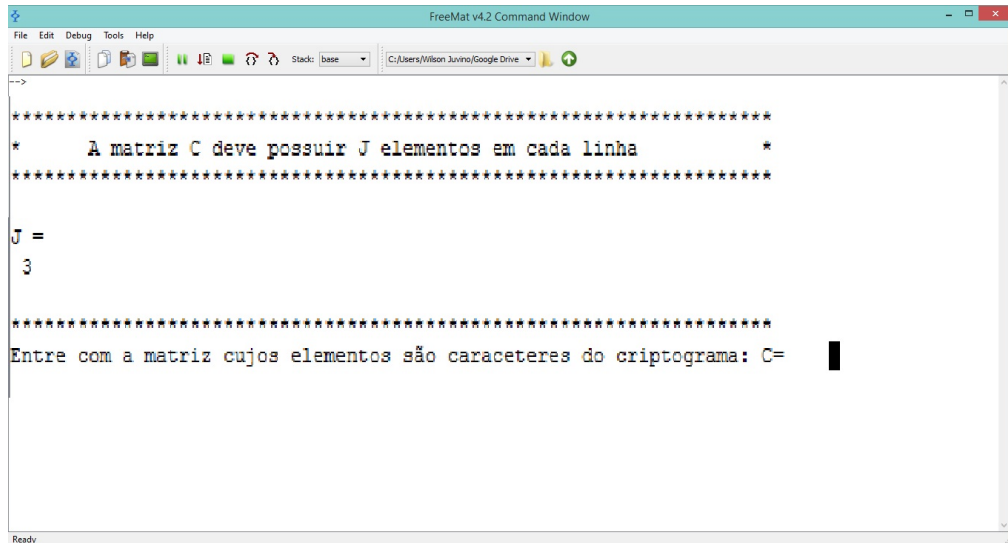 FreeMat v4.2 Command Window
File Edit Debug Tools Help
Stack: base C:/Users/Wilson Juvino/Google Drive
-->
********************************************************************
* A matriz C deve possuir J elementos em cada linha *
********************************************************************
J =
3
********************************************************************
Entre com a matriz cujos elementos são caraceteres do criptograma: C=
Ready